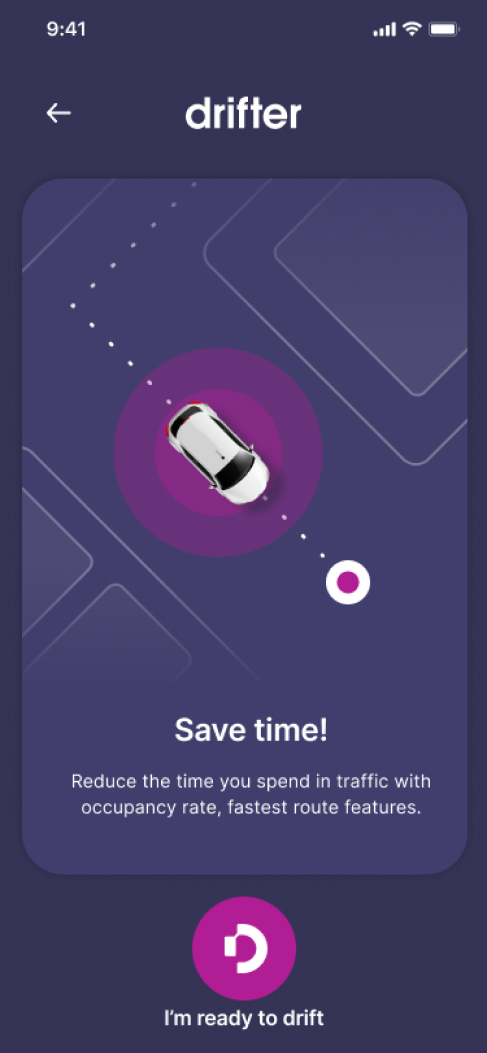 9:41
drifter
Save time!
Reduce the time you spend in traffic with
occupancy rate, fastest route features.
I’m ready to drift